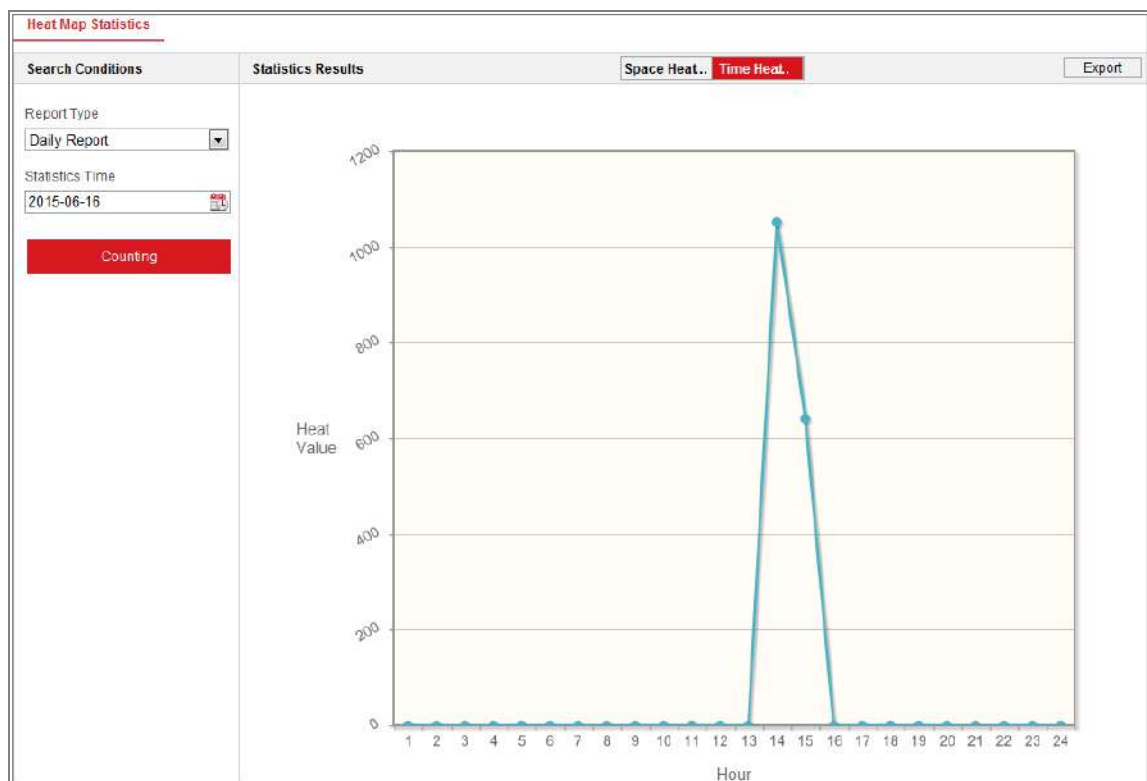 Heat Map Statistics
Search Conditions
Statistics Results
Space Heat...
Time Heat..
Export
Report Type
Daily Report
Statistics Time
2015-06-16
Counting
1200
1000
800
600
400
200
0
Heat
Value
1 2 3 4 5 6 7 8 9 10 11 12 13 14 15 16 17 18 19 20 21 22 23 24
Hour